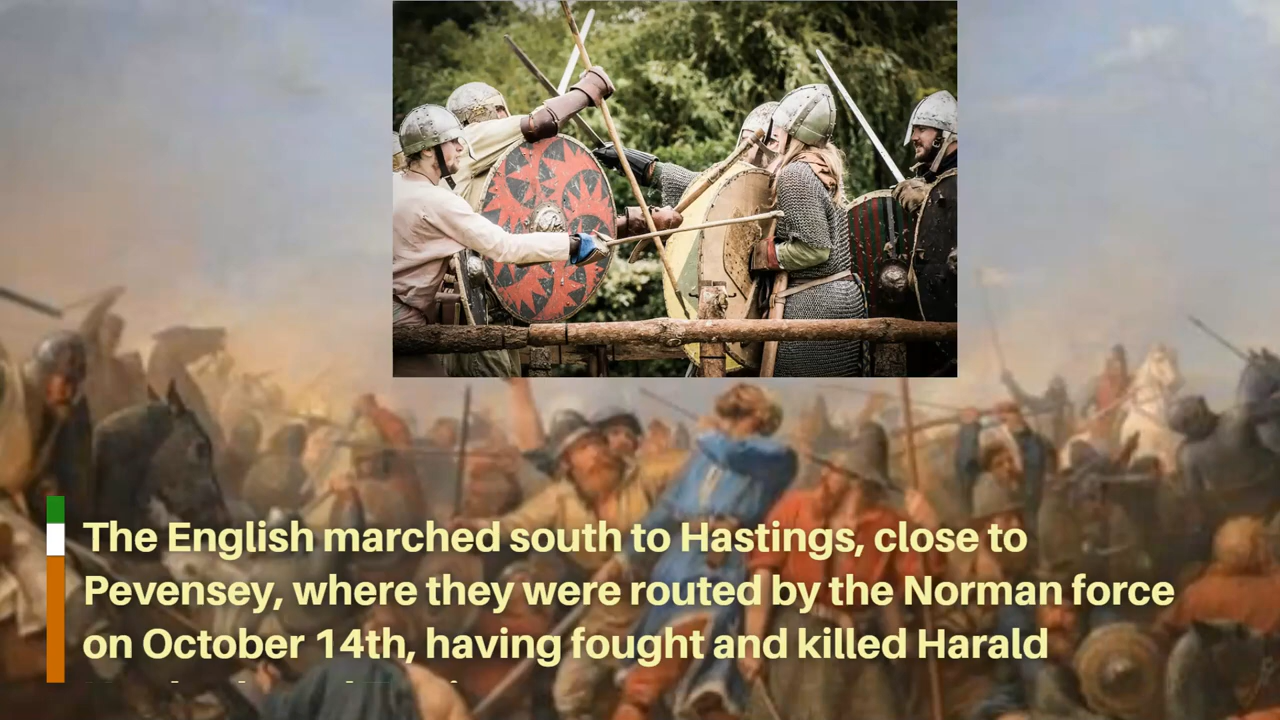 The English marched south to Hastings, close to
Pevensey, where they were routed by the Norman force
on October 14th, having fought and killed Harald